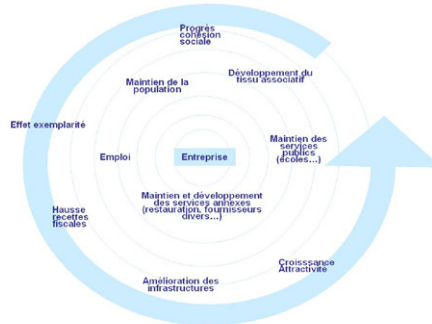 Progrès
cohésion
sociale
Développement du
tissu associatif
Maintien de la
population
Effet exemplarité
Emploi
Entreprise
Maintien des
services
publics
(écoles...)
Maintien et développement
des services annexes
(restauration, fournisseurs
divers...)
Hausse
recettes
fiscales
Croisssance
Attractivité
Amélioration des
infrastructures